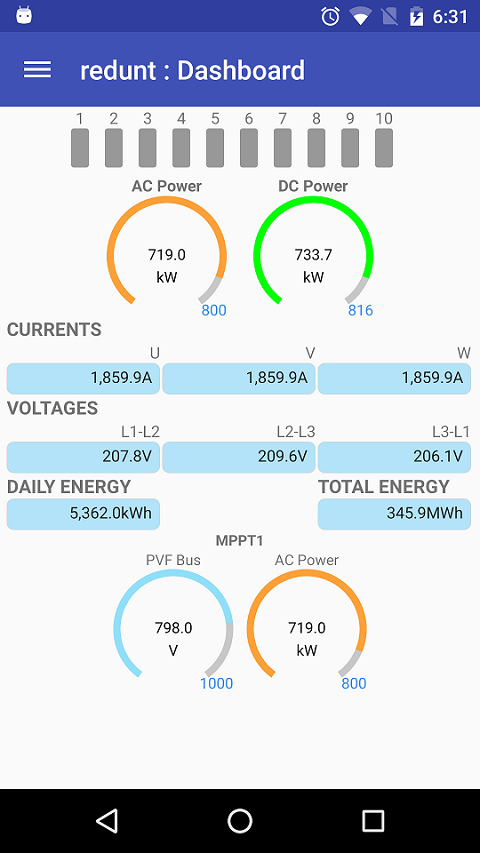 6:31
redunt : Dashboard
1 2 3 4 5 6 7 8 9 10
AC Power DC Power
719.0 733.7
kW kW
800 816
CURRENTS
U V W
1,859.9A 1,859.9A 1,859.9A
VOLTAGES
L1-L2 L2-L3 L3-L1
207.8V 209.6V 206.1V
DAILY ENERGY TOTAL ENERGY
5,362.0kWh 345.9MWh
MPPT1
PVF Bus AC Power
798.0 719.0
V kW
1000 800